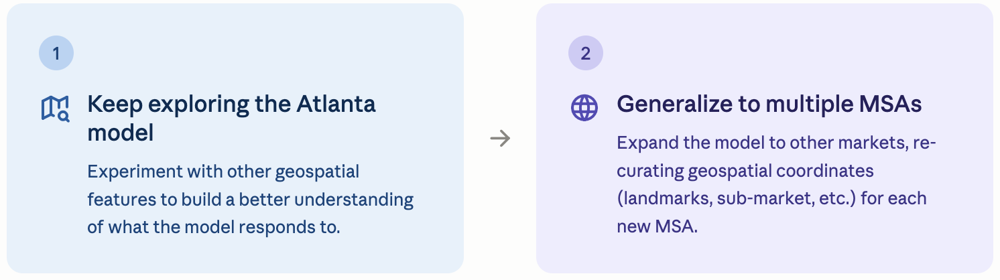 1
Keep exploring the Atlanta
model
Experiment with other geospatial
features to build a better understanding
of what the model responds to.
2
Generalize to multiple MSAs
Expand the model to other markets, re-
curating geospatial coordinates
(landmarks, sub-market, etc.) for each
new MSA.